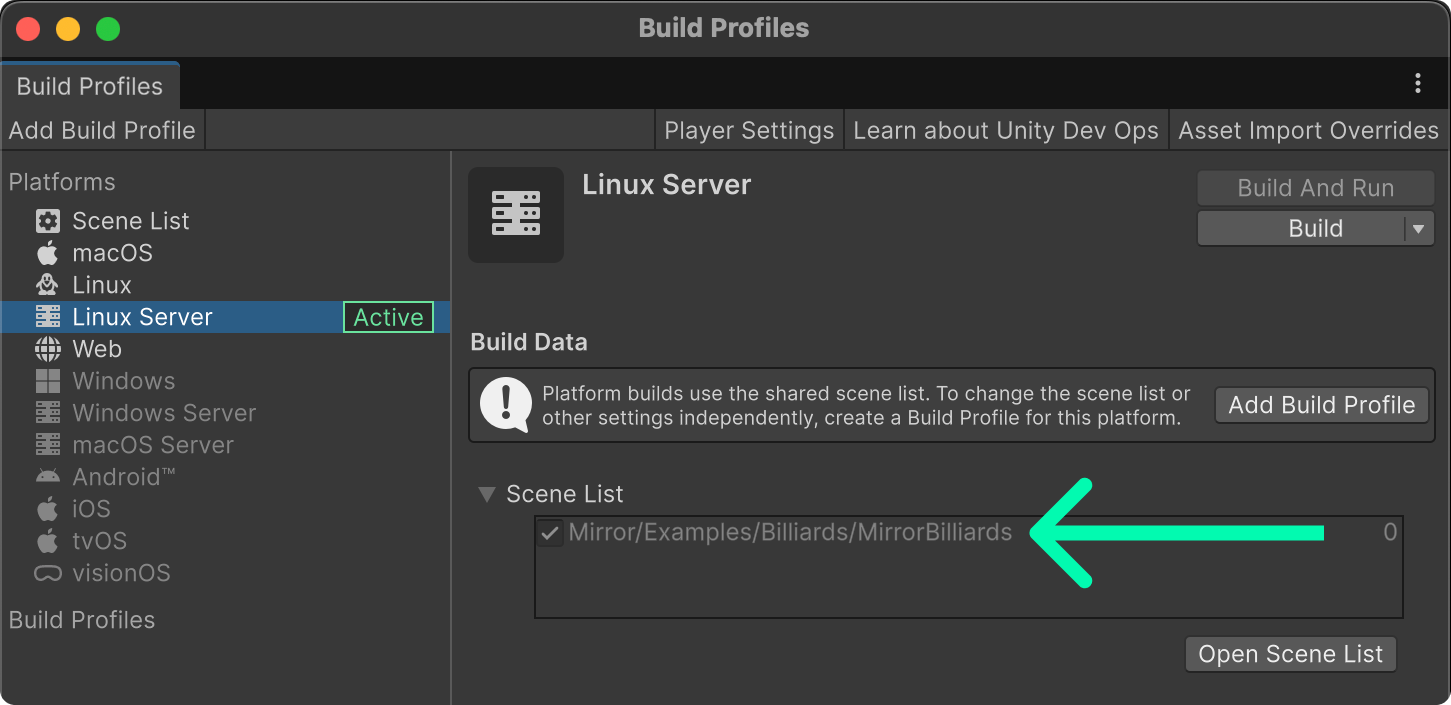 Build Profiles
Build Profiles
Add Build Profile
Player Settings
Learn about Unity Dev Ops
Asset Import Overrides
Platforms
Scene List
macOS
Linux
Linux Server
Active
Web
Windows
Windows Server
macOS Server
Android™
iOS
tvOS
visionOS
Build Profiles
Linux Server
Build And Run
Build
Build Data
Platform builds use the shared scene list. To change the scene list or
other settings independently, create a Build Profile for this platform.
Add Build Profile
Scene List
Mirror/Examples/Billiards/MirrorBilliards
0
Open Scene List